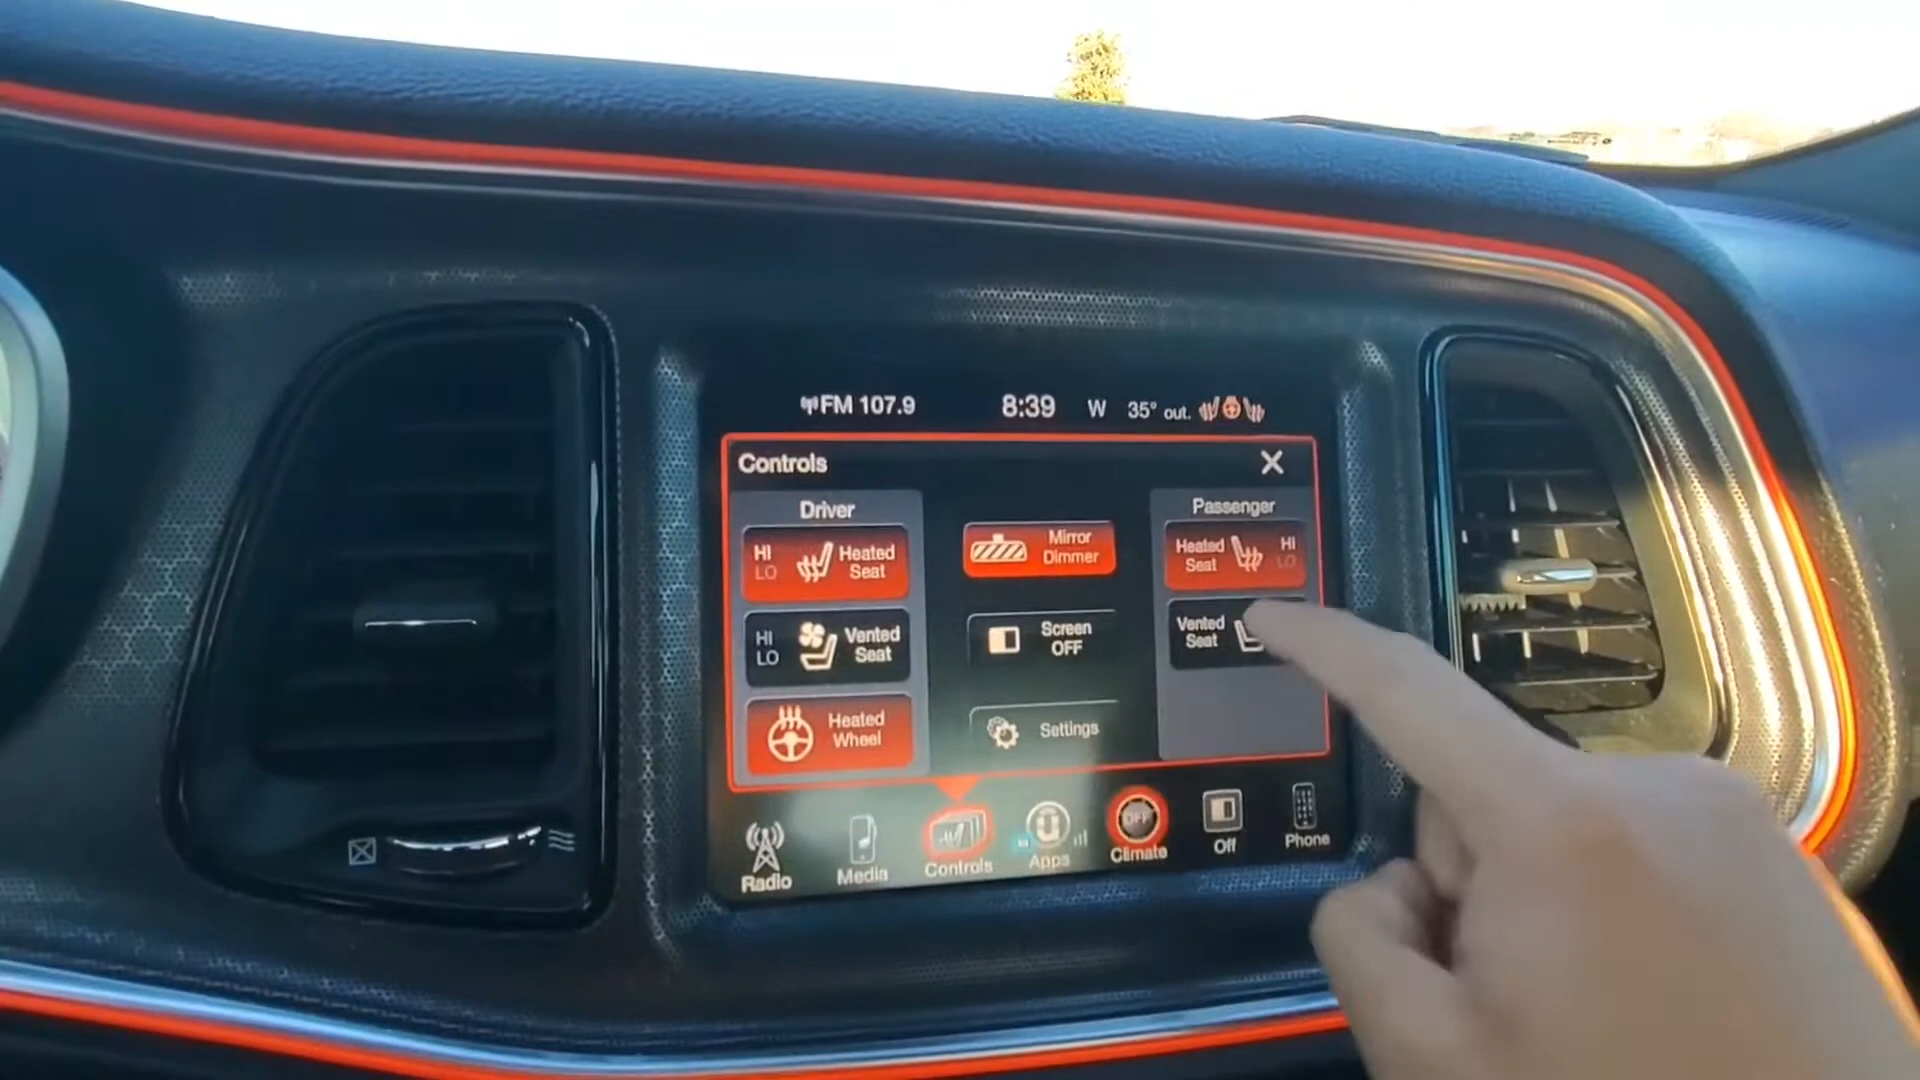 FM 107.9 8:39 W 35° out.
Controls X
Driver
HI
LO
Heated
Seat
HI
LO
Vented
Seat
Heated
Wheel
Mirror
Dimmer
Screen
OFF
Settings
Passenger
Heated
Seat
HI
LO
Vented
Seat
Radio
Media
Controls
Apps
OFF
Climate
Off
Phone